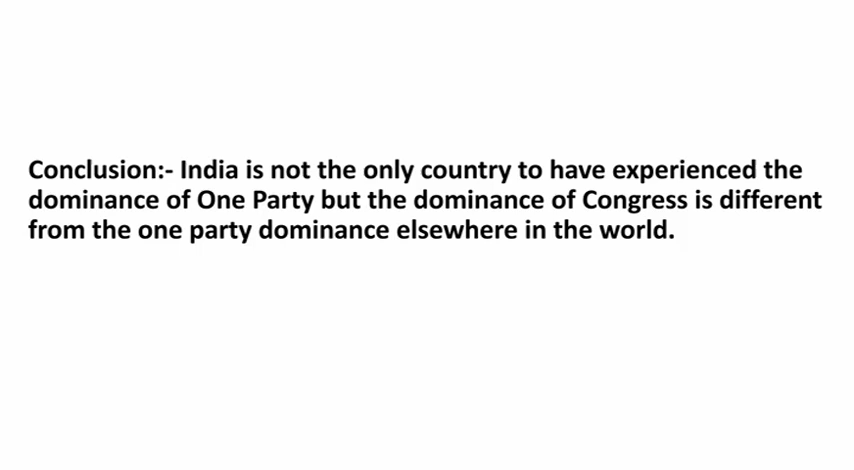 Conclusion:- India is not the only country to have experienced the
dominance of One Party but the dominance of Congress is different
from the one party dominance elsewhere in the world.